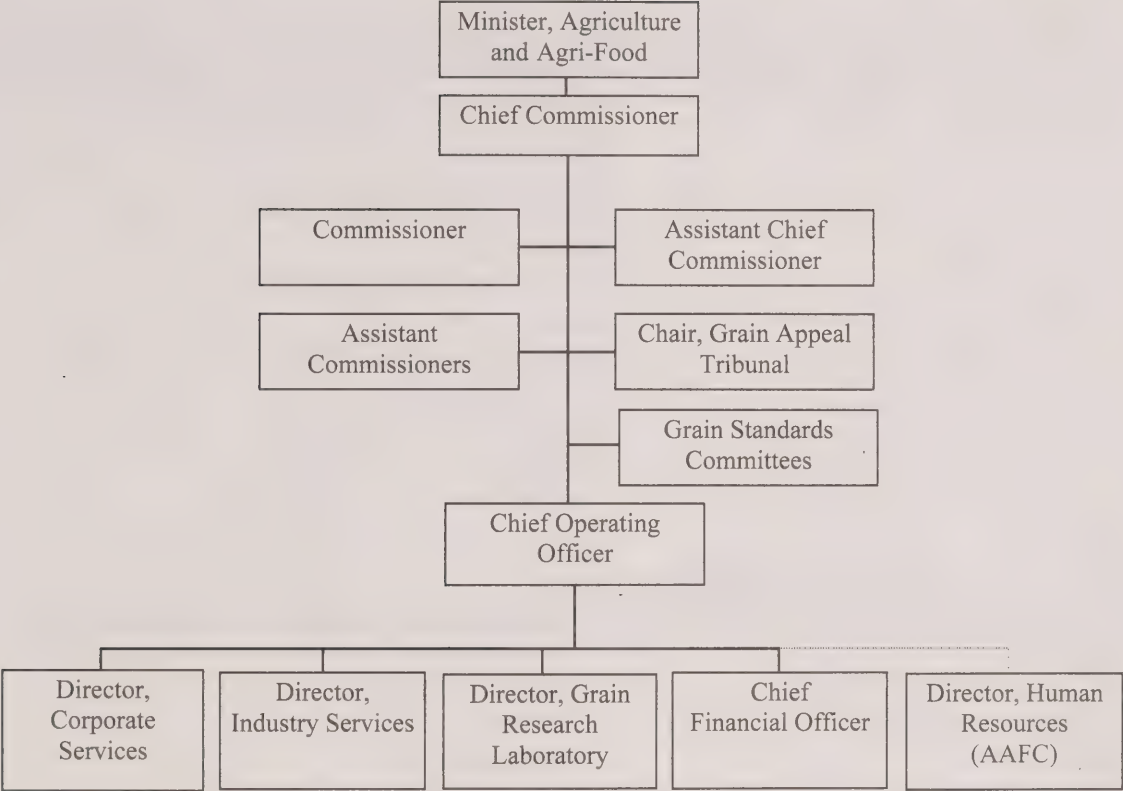 Minister, Agriculture
and Agri-Food
Chief Commissioner
Commissioner
Assistant Chief
Commissioner
Assistant
Commissioners
Chair, Grain Appeal
Tribunal
Grain Standards
Committees
Chief Operating
Officer
Director,
Corporate
Services
Director,
Industry Services
Director, Grain
Research
Laboratory
Chief
Financial Officer
Director, Human
Resources
(AAFC)